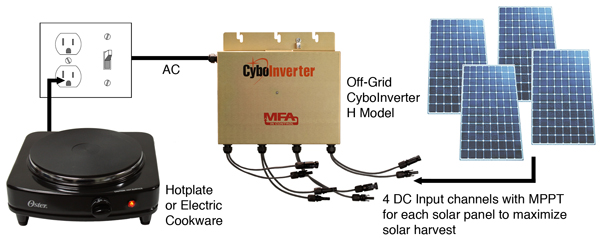 AC
CyboInverter
MFA
Off-Grid
CyboInverter
H Model
Hotplate
or Electric
Cookware
Oster
4 DC Input channels with MPPT
for each solar panel to maximize
solar harvest